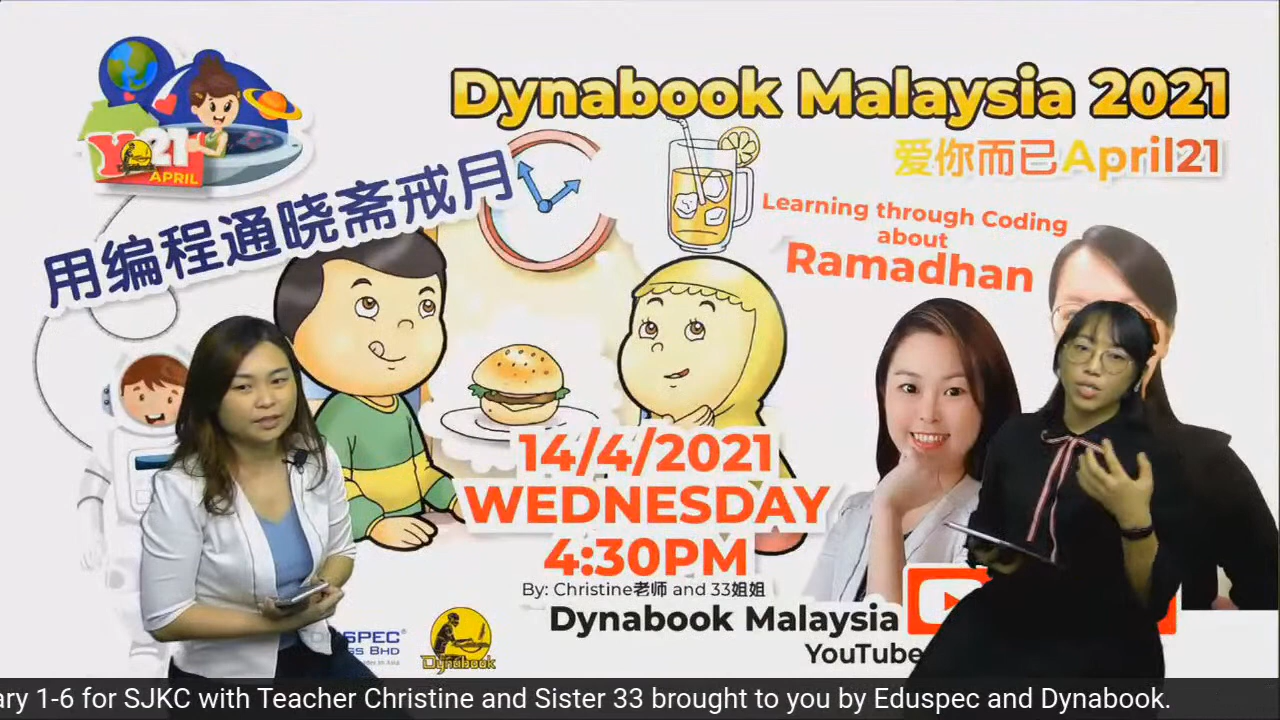 Dynabook Malaysia 2021
爱你而已April21
21
APRIL
用编程通晓斋戒月
Learning through Coding
about
Ramadhan
14/4/2021
WEDNESDAY
4:30PM
By: Christine老师 and 33姐姐
Dynabook Malaysia
YouTube
Dynabook
ary 1-6 for SJKC with Teacher Christine and Sister 33 brought to you by Eduspec and Dynabook.